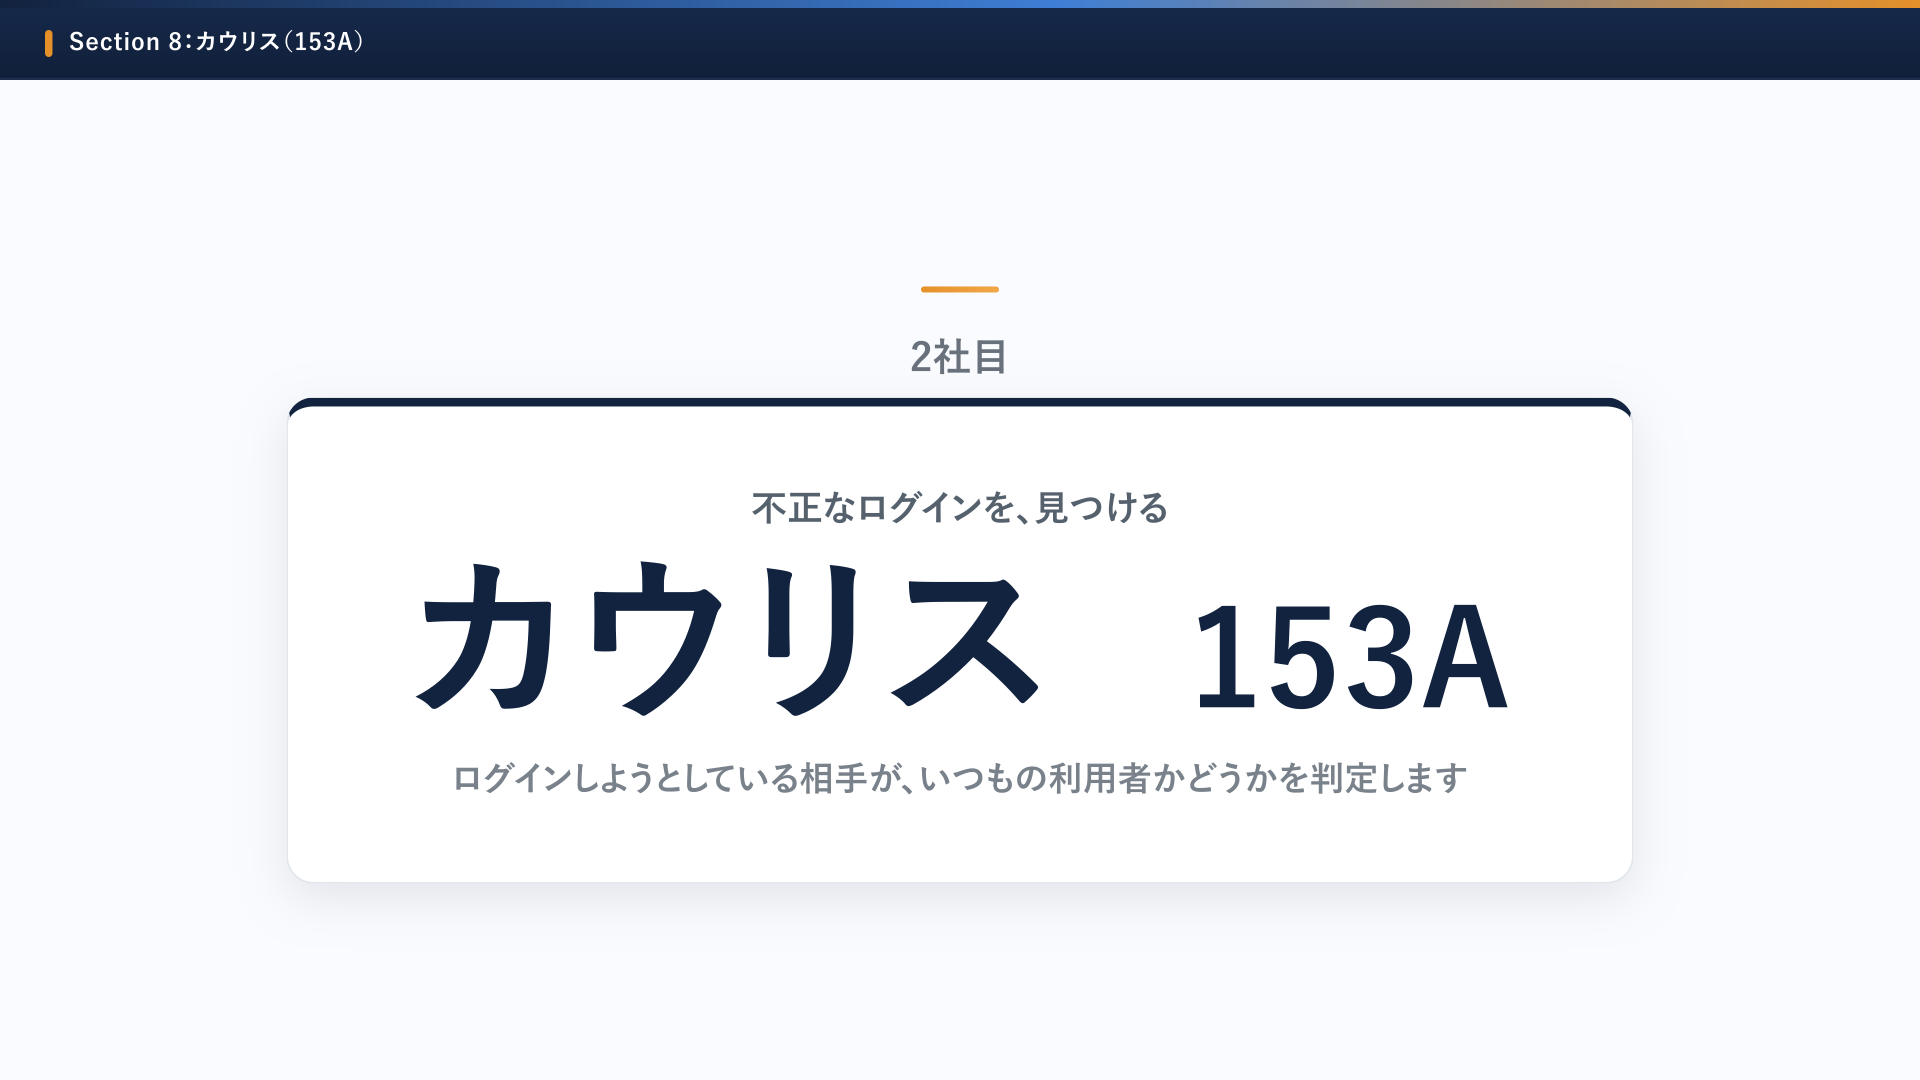 Section 8：カウリス（153A）
2社目
不正なログインを、見つける
カウリス　153A
ログインしようとしている相手が、いつもの利用者かどうかを判定します